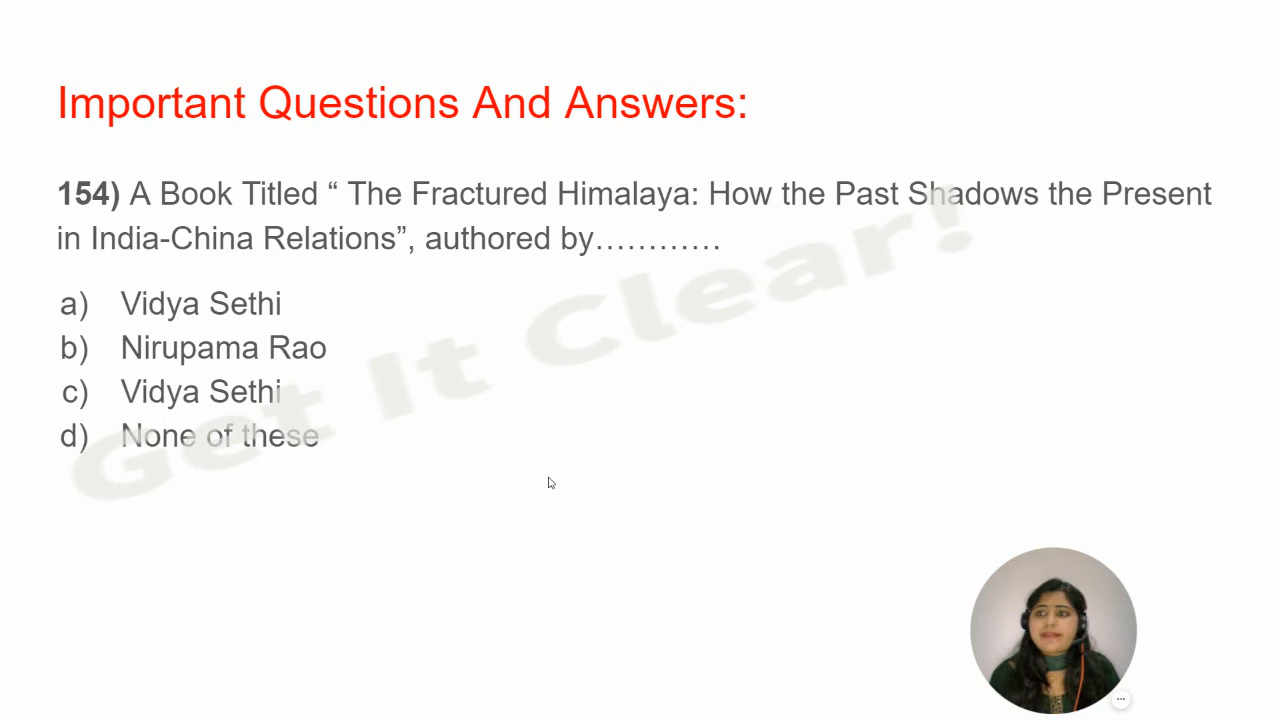 Important Questions And Answers:
154) A Book Titled “ The Fractured Himalaya: How the Past Shadows the Present
in India-China Relations”, authored by…………
a) Vidya Sethi
b) Nirupama Rao
c) Vidya Sethi
d) None of these
Get It Clear!